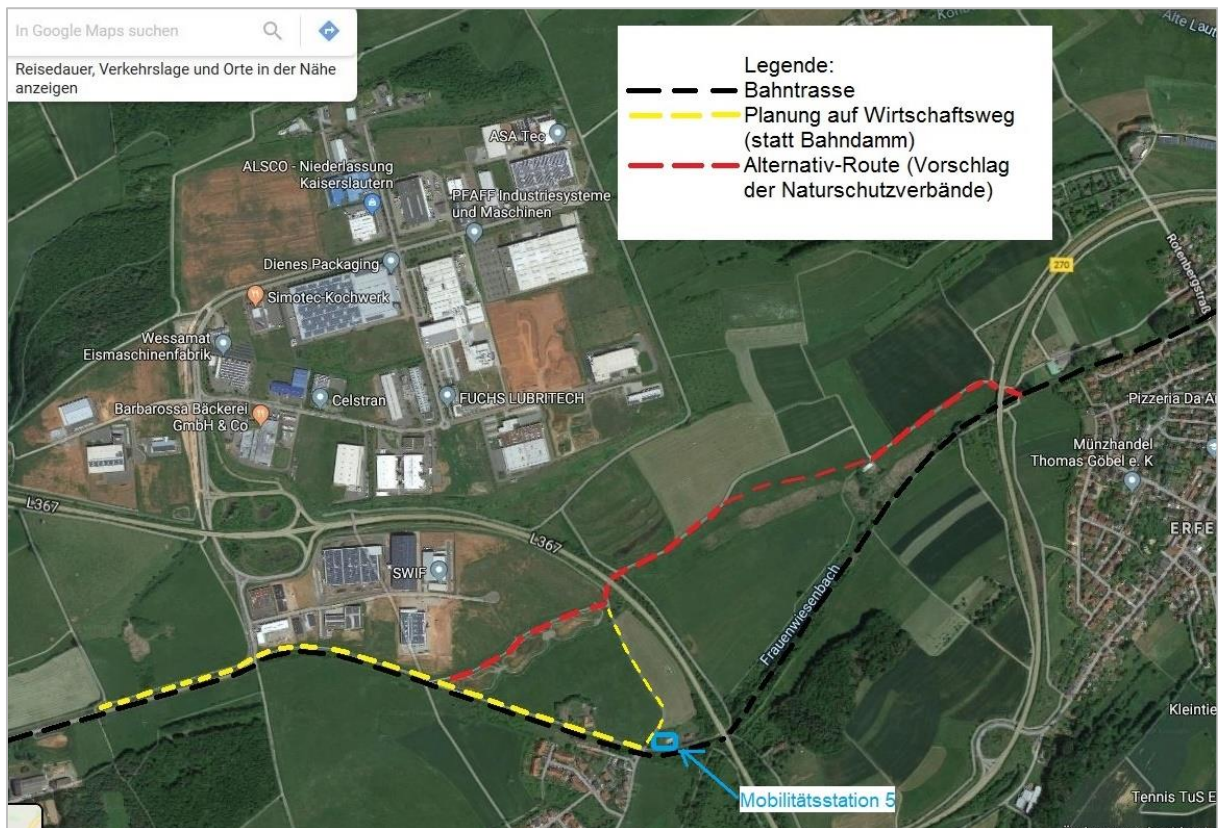 In Google Maps suchen
Reisedauer, Verkehrslage und Orte in der Nähe
anzeigen
Legende:
Bahntrasse
Planung auf Wirtschaftsweg
(statt Bahndamm)
Alternativ-Route (Vorschlag
der Naturschutzverbände)
Alte Laut
ASA Tec
ALSCO - Niederlassung
Kaiserslautern
PFAFF Industriesysteme
und Maschinen
Dienes Packaging
Simotec-Kochwerk
270
Rotenbergstraß
Wessamat
Eismaschinenfabrik
Celstran
FUCHS LUBRITECH
Barbarossa Bäckerei
GmbH & Co
Pizzeria Da
Münzhandel
Thomas Göbel e. K
L367
L367
ERFE
SWIF
Frauenwiesenbach
Kleintie
Mobilitätsstation 5
Tennis TuS E